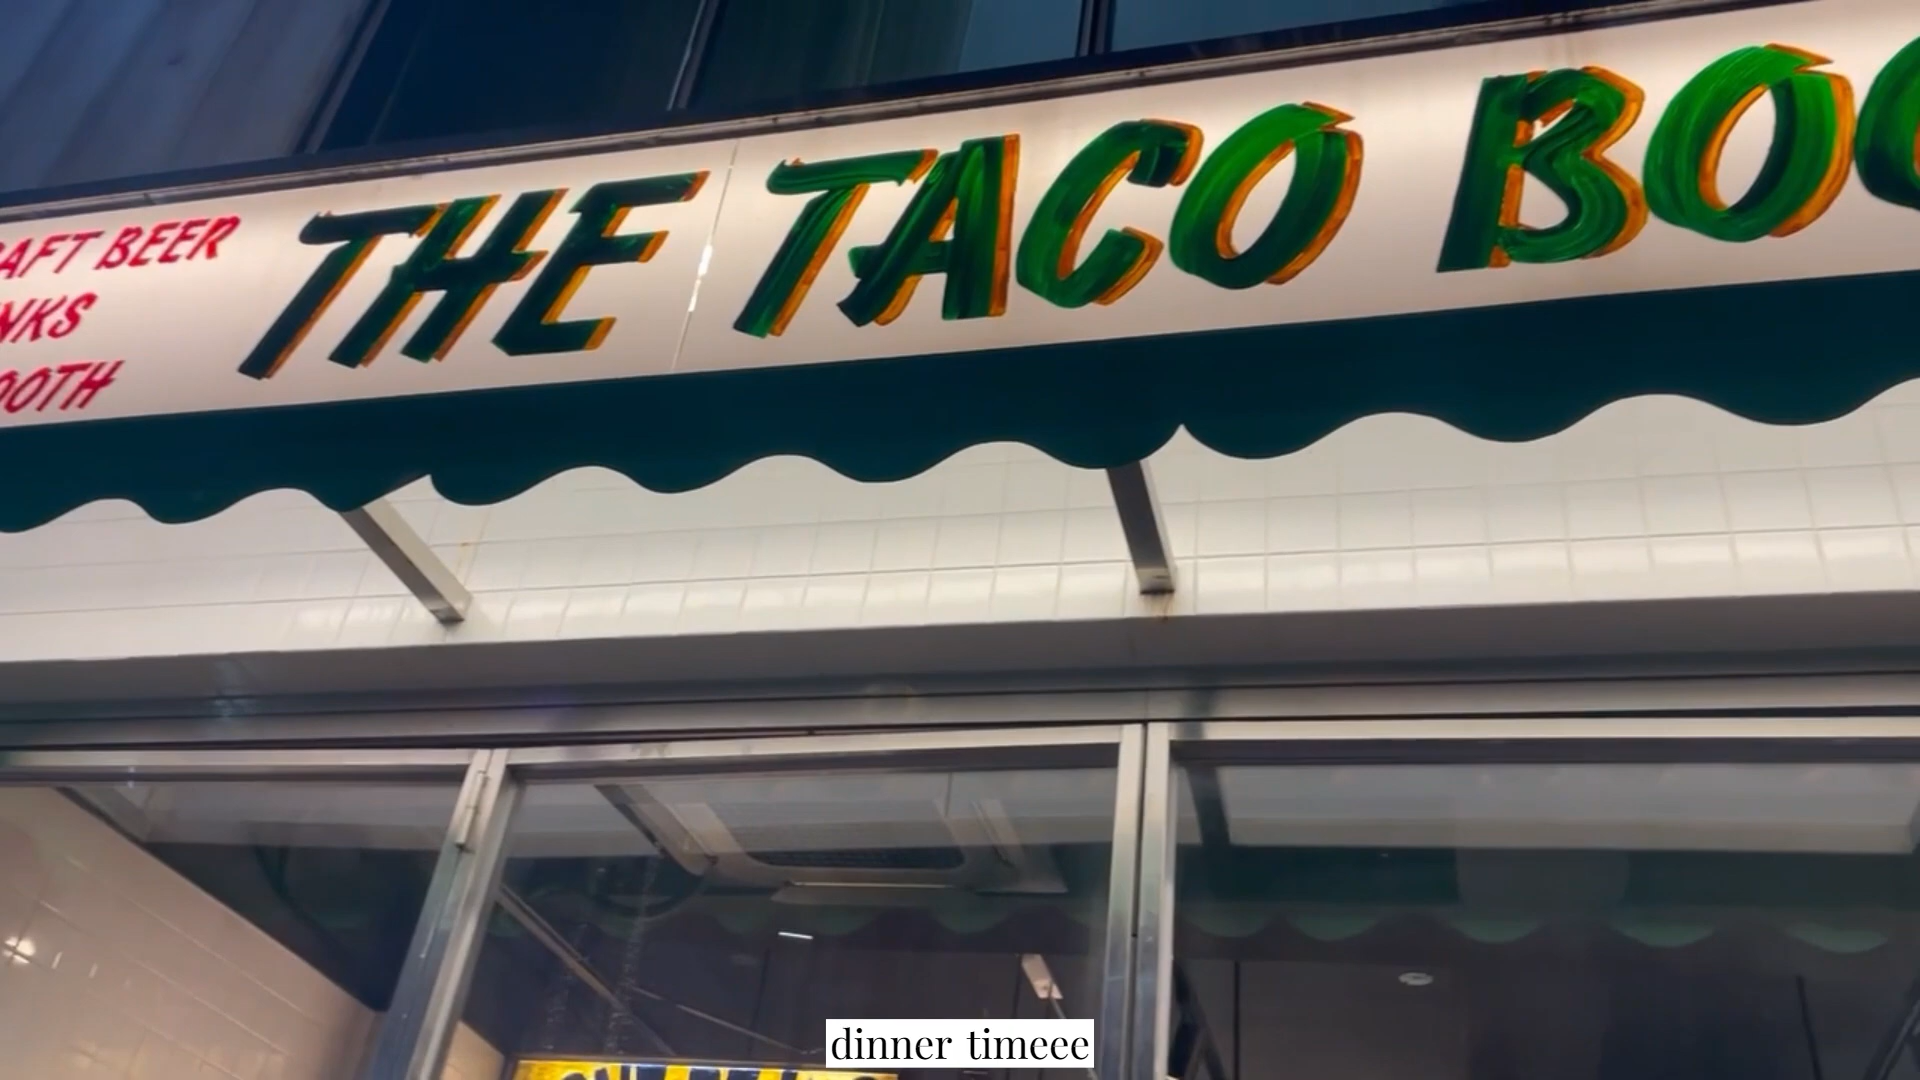 THE TACO BOO
AFT BEER
NKS
OOTH
dinner timeee